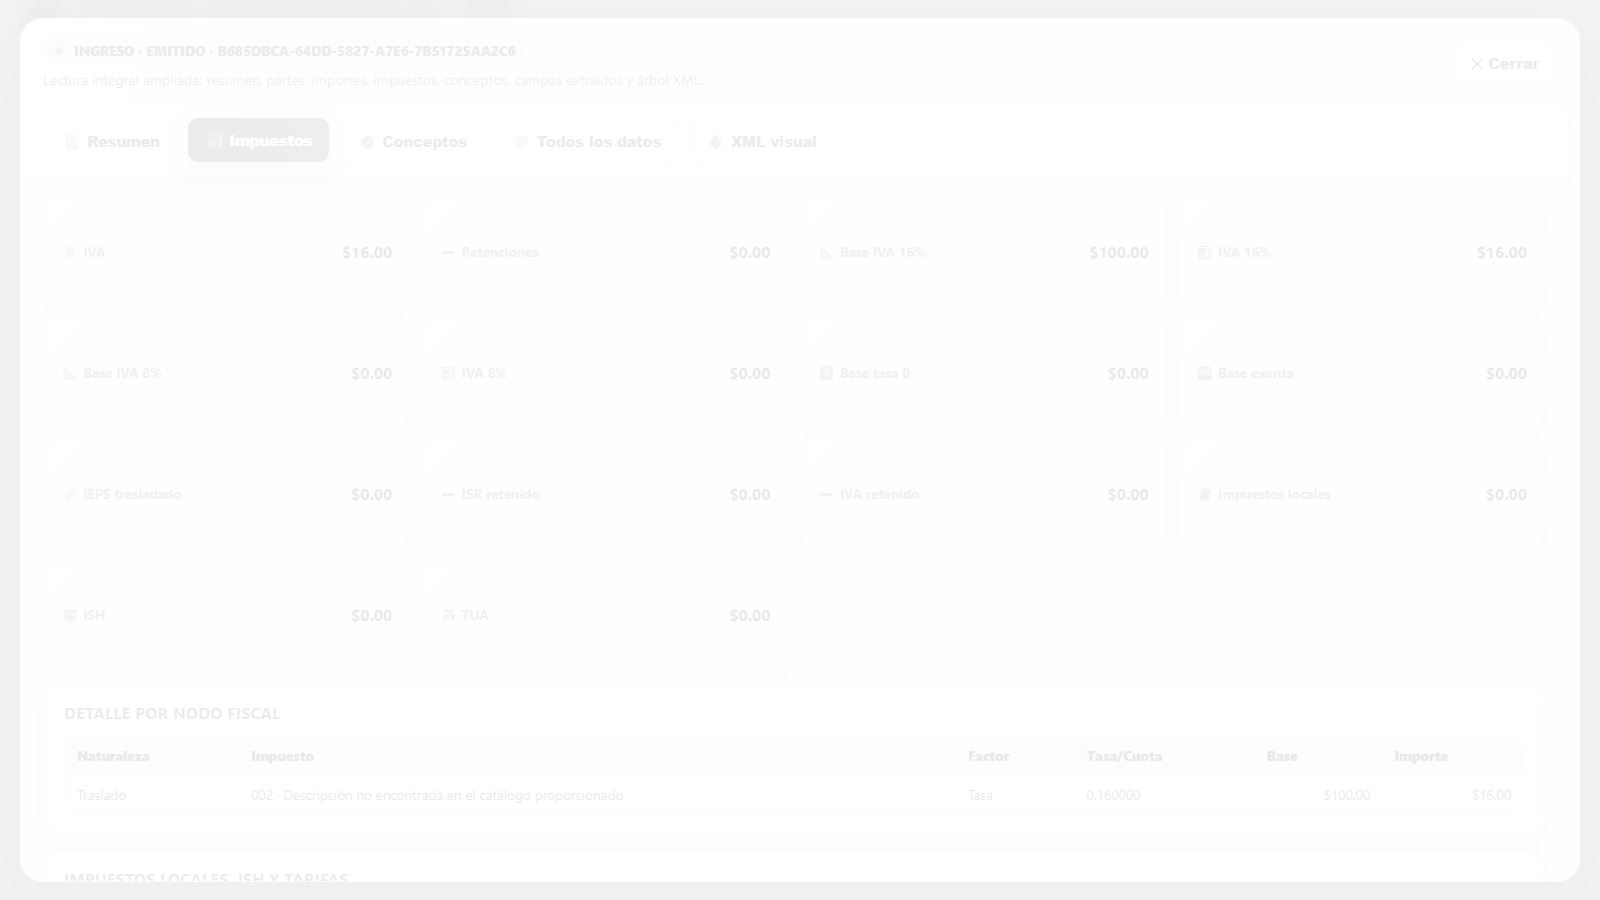 INGRESO · EMITIDO · B685DBCA-64DD-5827-A7E6-7B51725AA2C6
Lectura integral ampliada: resumen, partes, importes, impuestos, conceptos, campos extraídos y árbol XML.
× Cerrar
Resumen
Impuestos
Conceptos
Todos los datos
XML visual
IVA $16.00
Retenciones $0.00
Base IVA 16% $100.00
IVA 16% $16.00
Base IVA 8% $0.00
IVA 8% $0.00
Base tasa 0 $0.00
Base exenta $0.00
IEPS trasladado $0.00
ISR retenido $0.00
IVA retenido $0.00
Impuestos locales $0.00
ISH $0.00
TUA $0.00
DETALLE POR NODO FISCAL
Naturaleza Impuesto Factor Tasa/Cuota Base Importe
Traslado 002 · Descripción no encontrada en el catálogo proporcionado Tasa 0.160000 $100.00 $16.00
IMPUESTOS LOCALES, ISH Y TARIFAS